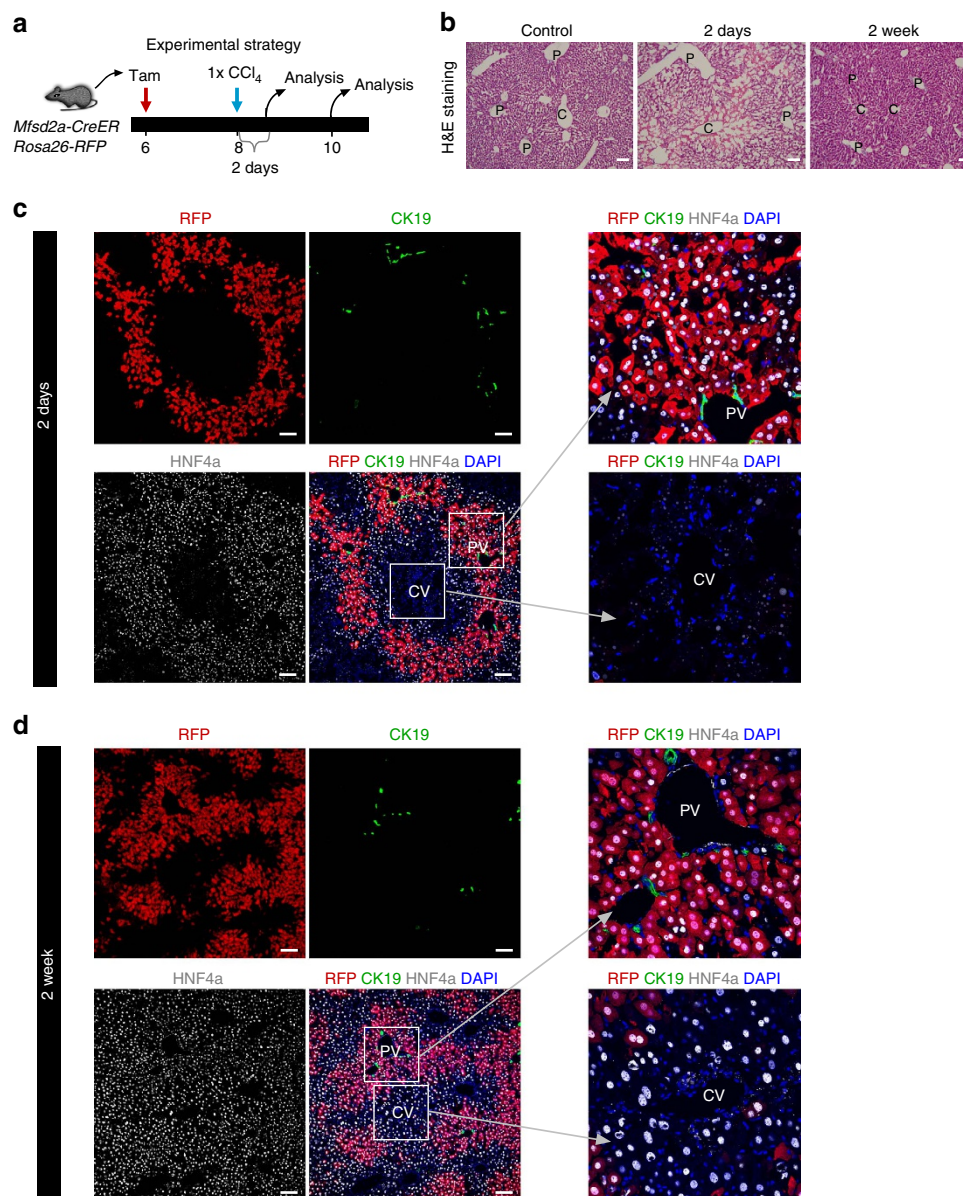 a
Experimental strategy
Tam
1x CCl4
Analysis
Analysis
Mfsd2a-CreER
Rosa26-RFP
6
8
10
2 days
b
Control
2 days
2 week
H&E staining
P
P
C
P
P
P
C
P
P
P
C
C
P
c
2 days
RFP
CK19
RFP CK19 HNF4a DAPI
PV
HNF4a
RFP CK19 HNF4a DAPI
RFP CK19 HNF4a DAPI
PV
CV
CV
d
2 week
RFP
CK19
RFP CK19 HNF4a DAPI
PV
HNF4a
RFP CK19 HNF4a DAPI
RFP CK19 HNF4a DAPI
PV
CV
CV